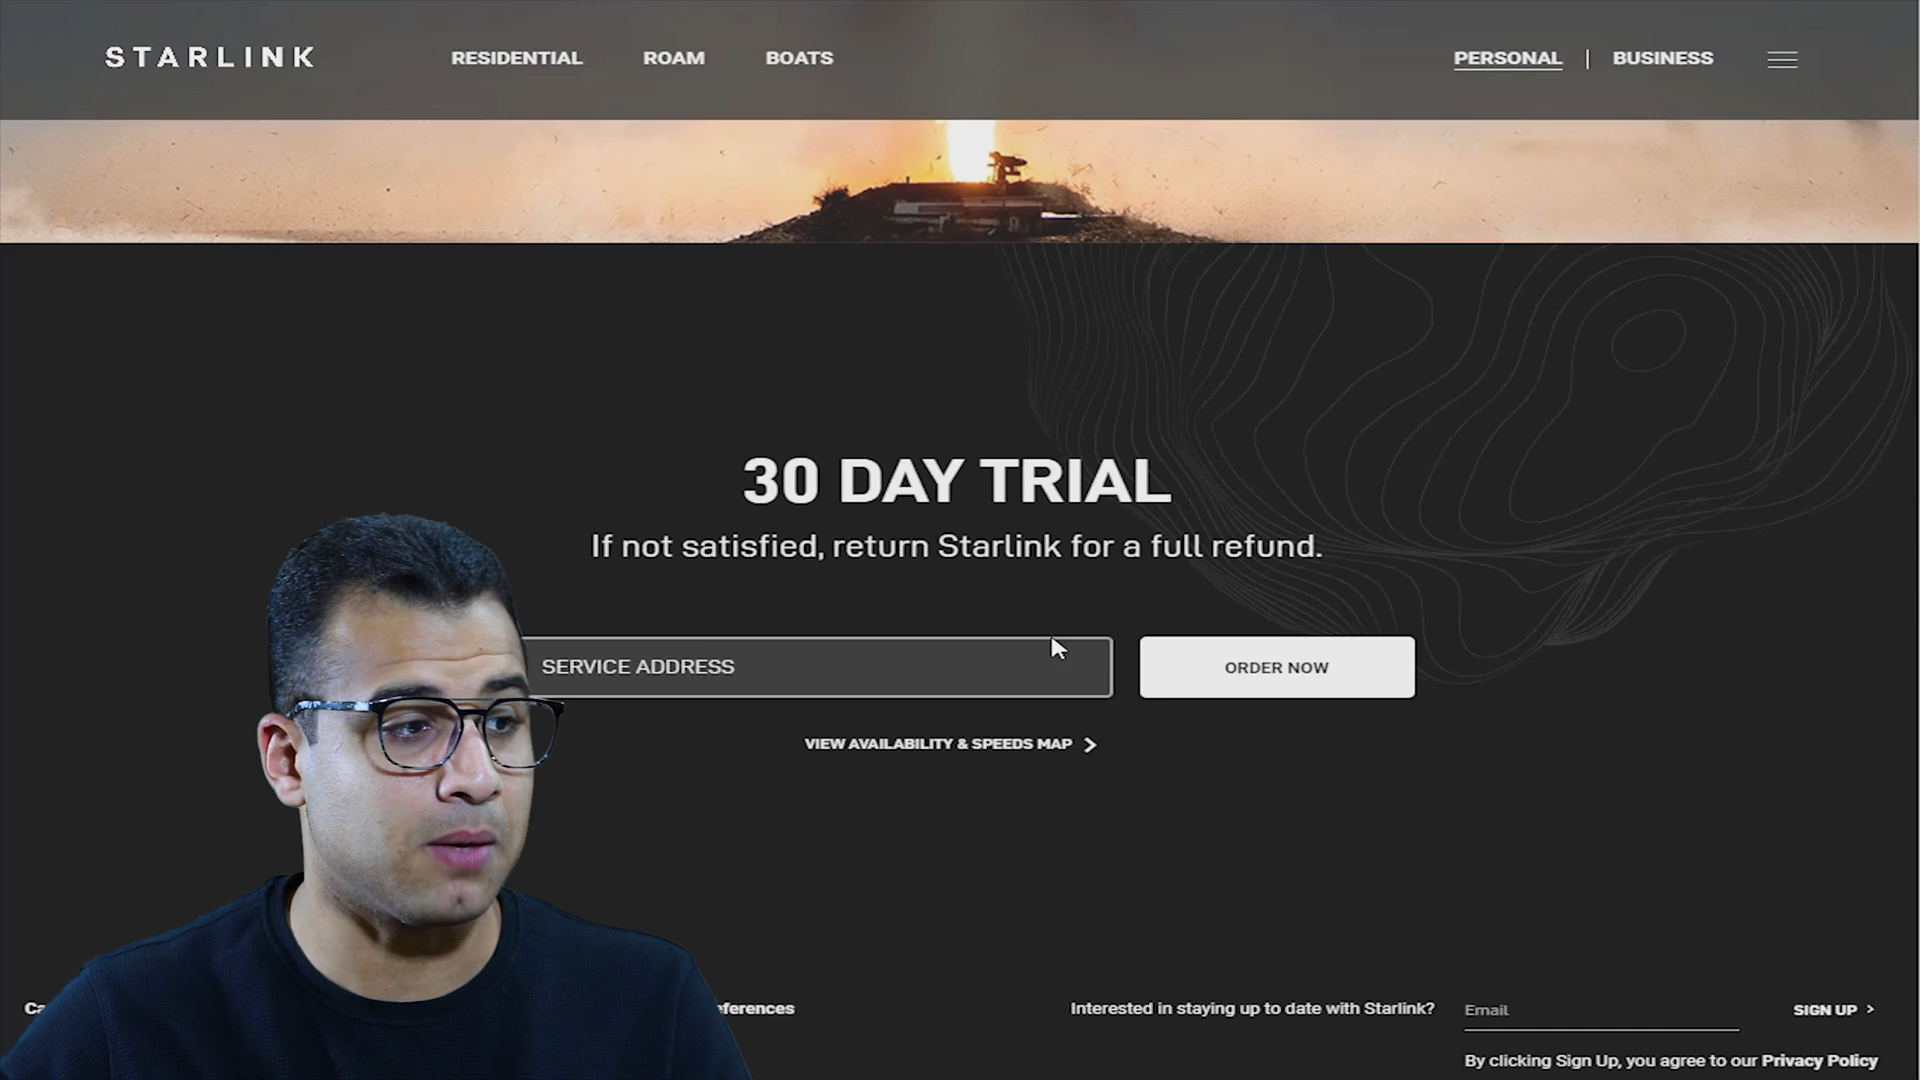 STARLINK
RESIDENTIAL
ROAM
BOATS
PERSONAL
BUSINESS
30 DAY TRIAL
If not satisfied, return Starlink for a full refund.
SERVICE ADDRESS
ORDER NOW
VIEW AVAILABILITY & SPEEDS MAP
Interested in staying up to date with Starlink?
Email
SIGN UP
By clicking Sign Up, you agree to our Privacy Policy